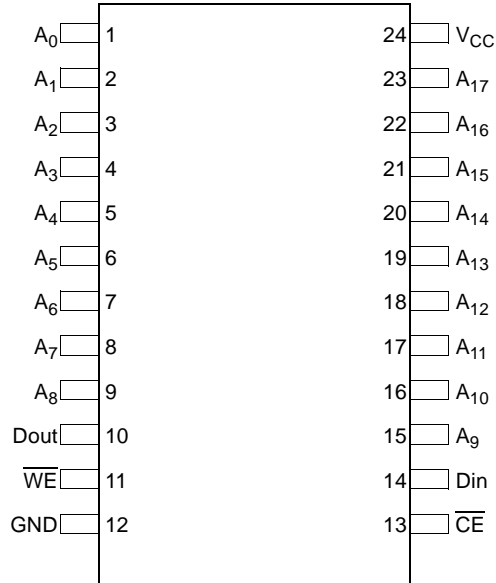 A0 1 24 VCC
A1 2 23 A17
A2 3 22 A16
A3 4 21 A15
A4 5 20 A14
A5 6 19 A13
A6 7 18 A12
A7 8 17 A11
A8 9 16 A10
Dout 10 15 A9
WE 11 14 Din
GND 12 13 CE